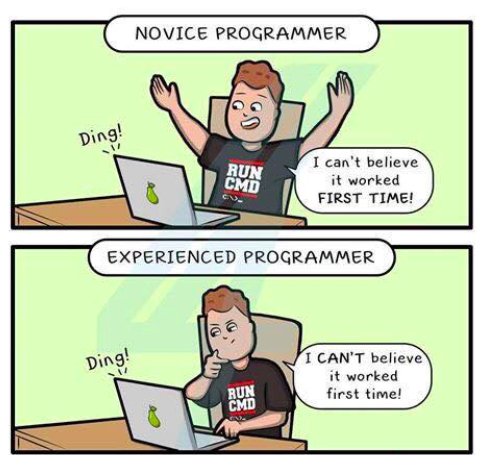 NOVICE PROGRAMMER
Ding!
RUN
CMD
I can't believe
it worked
FIRST TIME!
EXPERIENCED PROGRAMMER
Ding!
RUN
CMD
I CAN'T believe
it worked
first time!